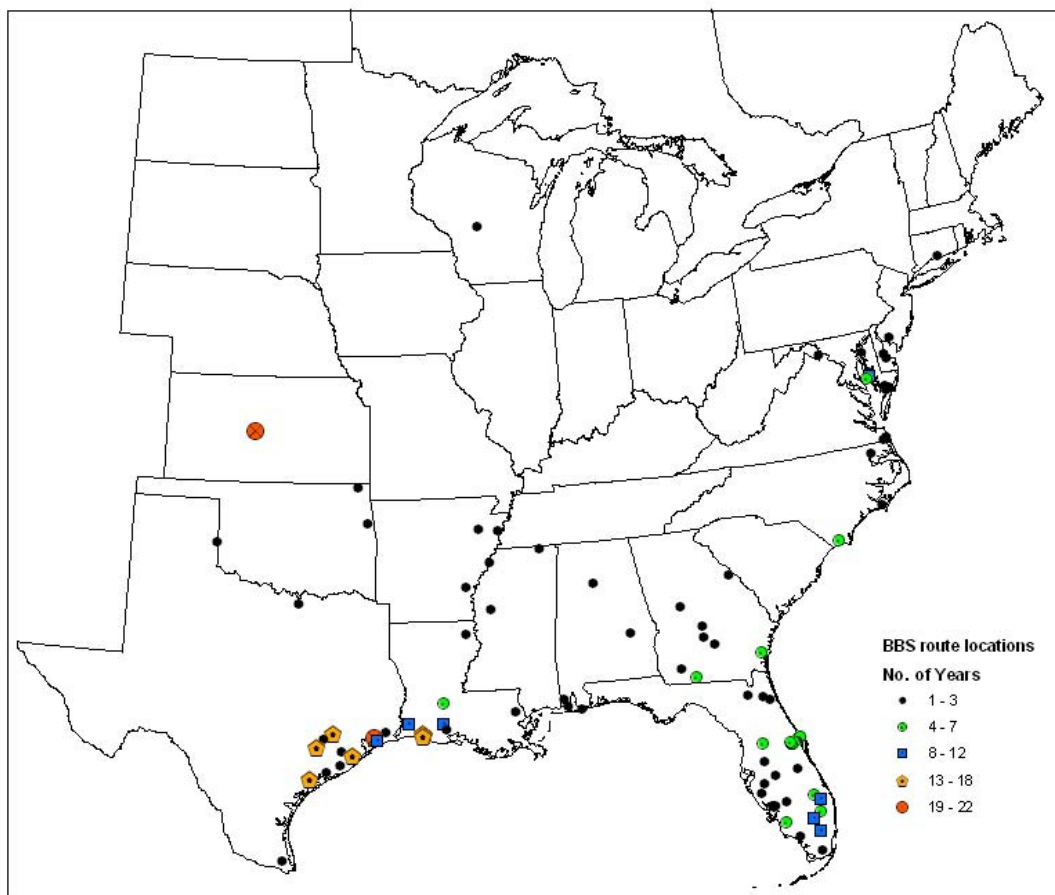 BBS route locations
No. of Years
1 - 3
4 - 7
8 - 12
13 - 18
19 - 22